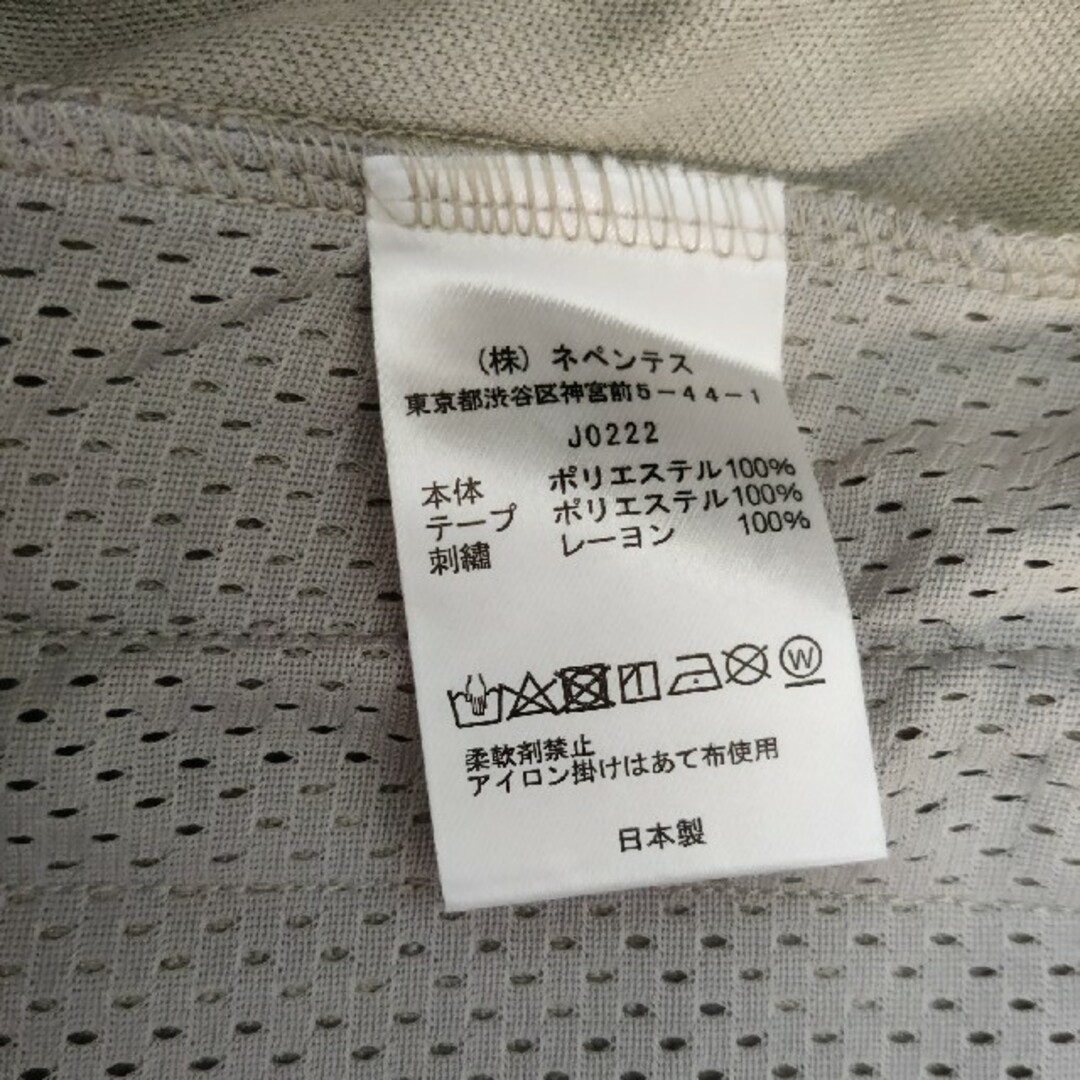 (株) ネペンテス
東京都渋谷区神宮前5-44-1
J0222
本体 ポリエステル100%
テープ ポリエステル100%
刺繍 レーヨン 100%
W
柔軟剤禁止
アイロン掛けはあて布使用
日本製